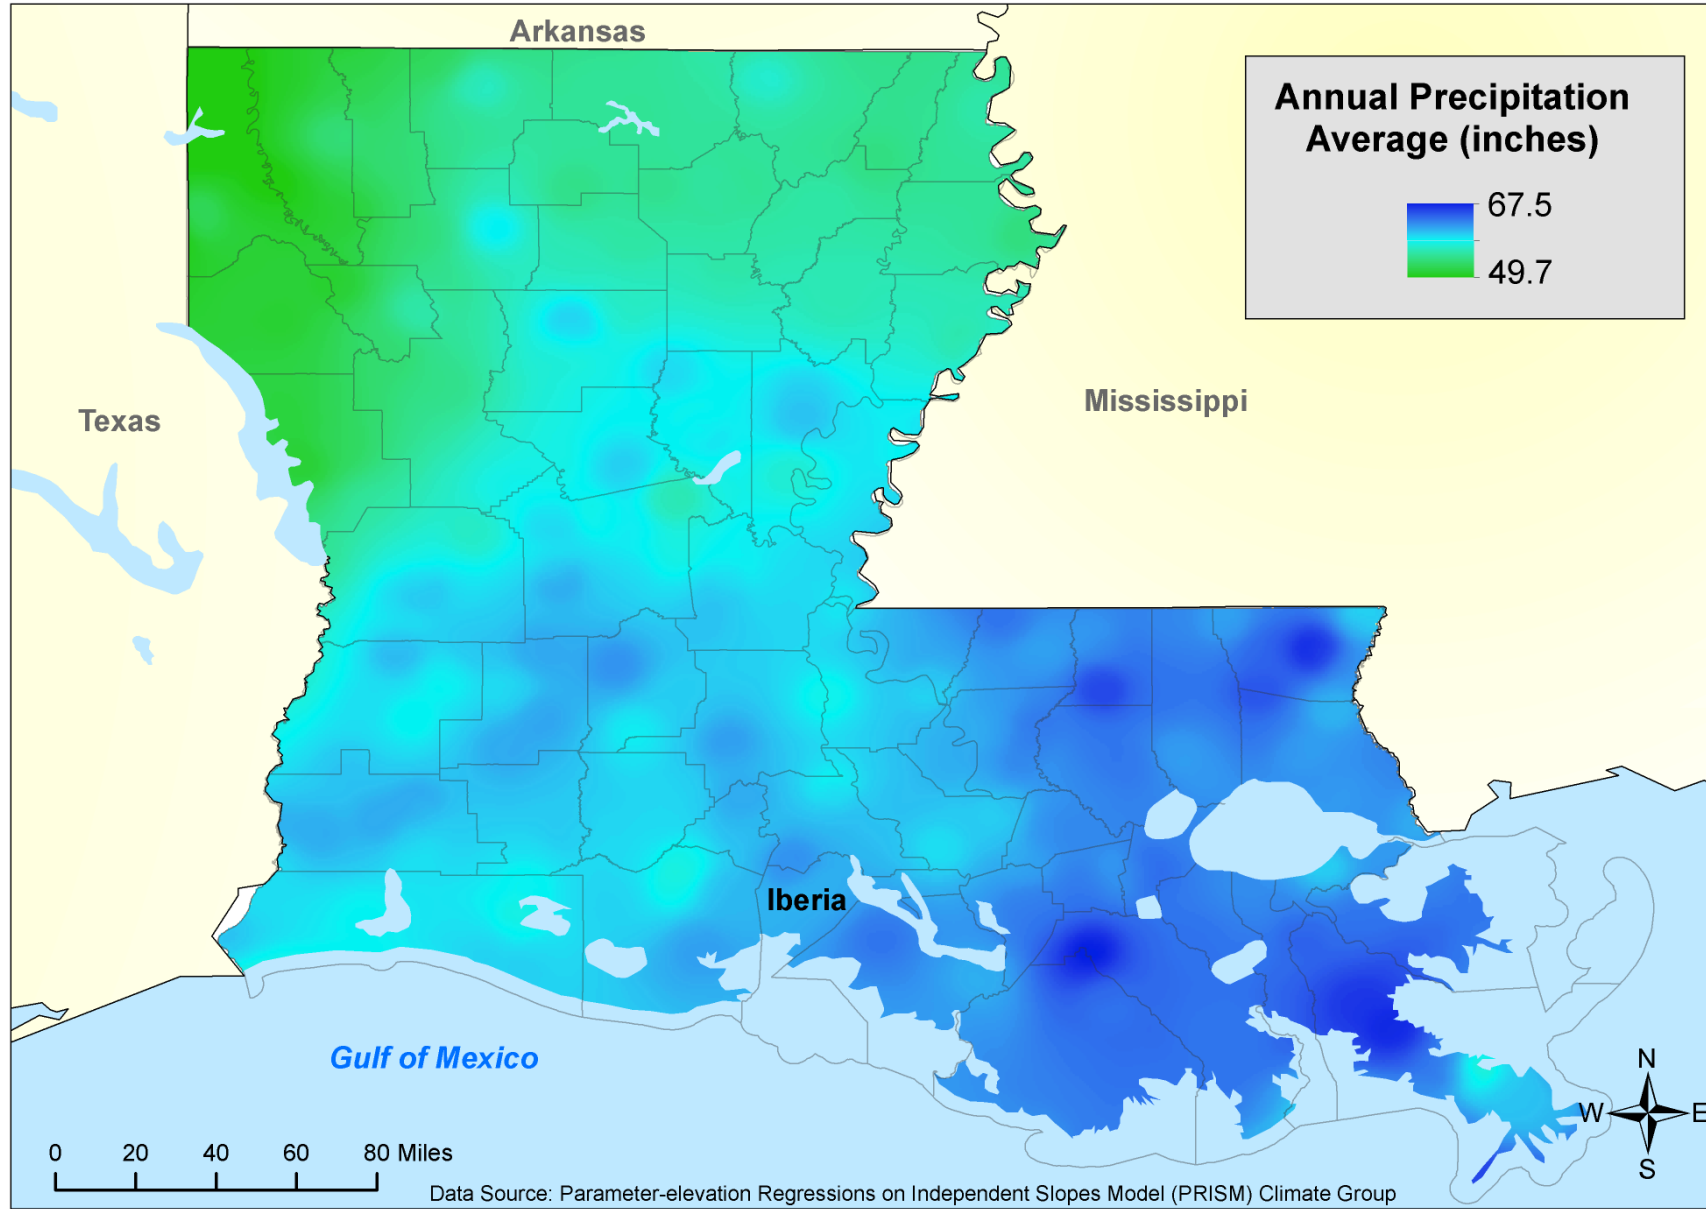 Arkansas
Annual Precipitation
Average (inches)
67.5
49.7
Texas
Mississippi
Iberia
Gulf of Mexico
N
W
E
S
0 20 40 60 80 Miles
Data Source: Parameter-elevation Regressions on Independent Slopes Model (PRISM) Climate Group